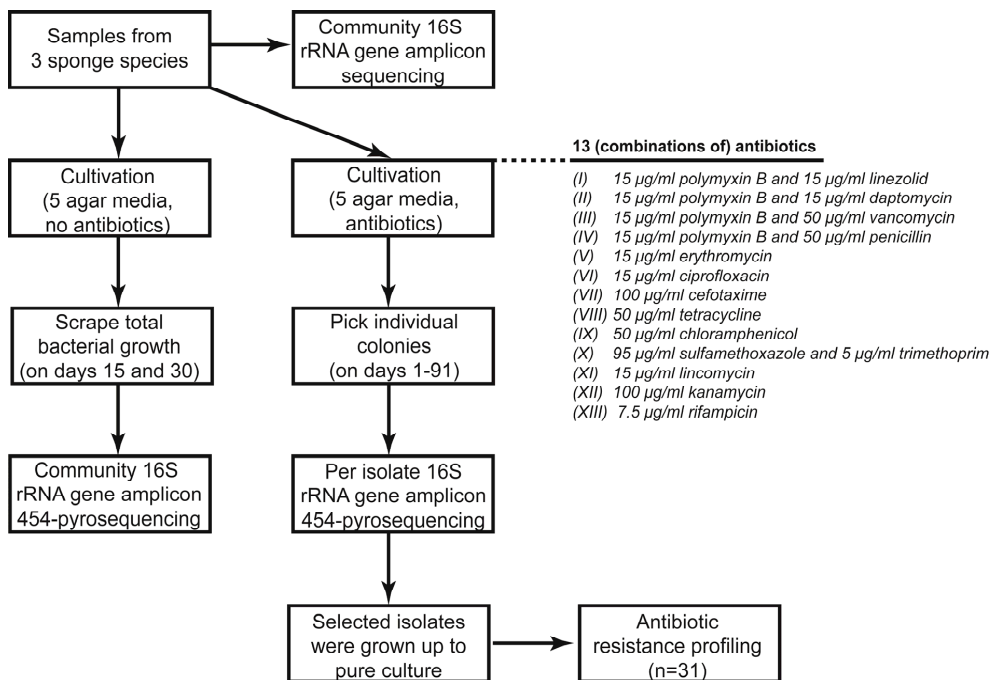 Samples from
3 sponge species
Community 16S
rRNA gene amplicon
sequencing
Cultivation
(5 agar media,
no antibiotics)
Cultivation
(5 agar media,
antibiotics)
13 (combinations of) antibiotics
(I) 15 µg/ml polymyxin B and 15 µg/ml linezolid
(II) 15 µg/ml polymyxin B and 15 µg/ml daptomycin
(III) 15 µg/ml polymyxin B and 50 µg/ml vancomycin
(IV) 15 µg/ml polymyxin B and 50 µg/ml penicillin
(V) 15 µg/ml erythromycin
(VI) 15 µg/ml ciprofloxacin
(VII) 100 µg/ml cefotaxime
(VIII) 50 µg/ml tetracycline
(IX) 50 µg/ml chloramphenicol
(X) 95 µg/ml sulfamethoxazole and 5 µg/ml trimethoprim
(XI) 15 µg/ml lincomycin
(XII) 100 µg/ml kanamycin
(XIII) 7.5 µg/ml rifampicin
Scrape total
bacterial growth
(on days 15 and 30)
Pick individual
colonies
(on days 1-91)
Community 16S
rRNA gene amplicon
454-pyrosequencing
Per isolate 16S
rRNA gene amplicon
454-pyrosequencing
Selected isolates
were grown up to
pure culture
Antibiotic
resistance profiling
(n=31)